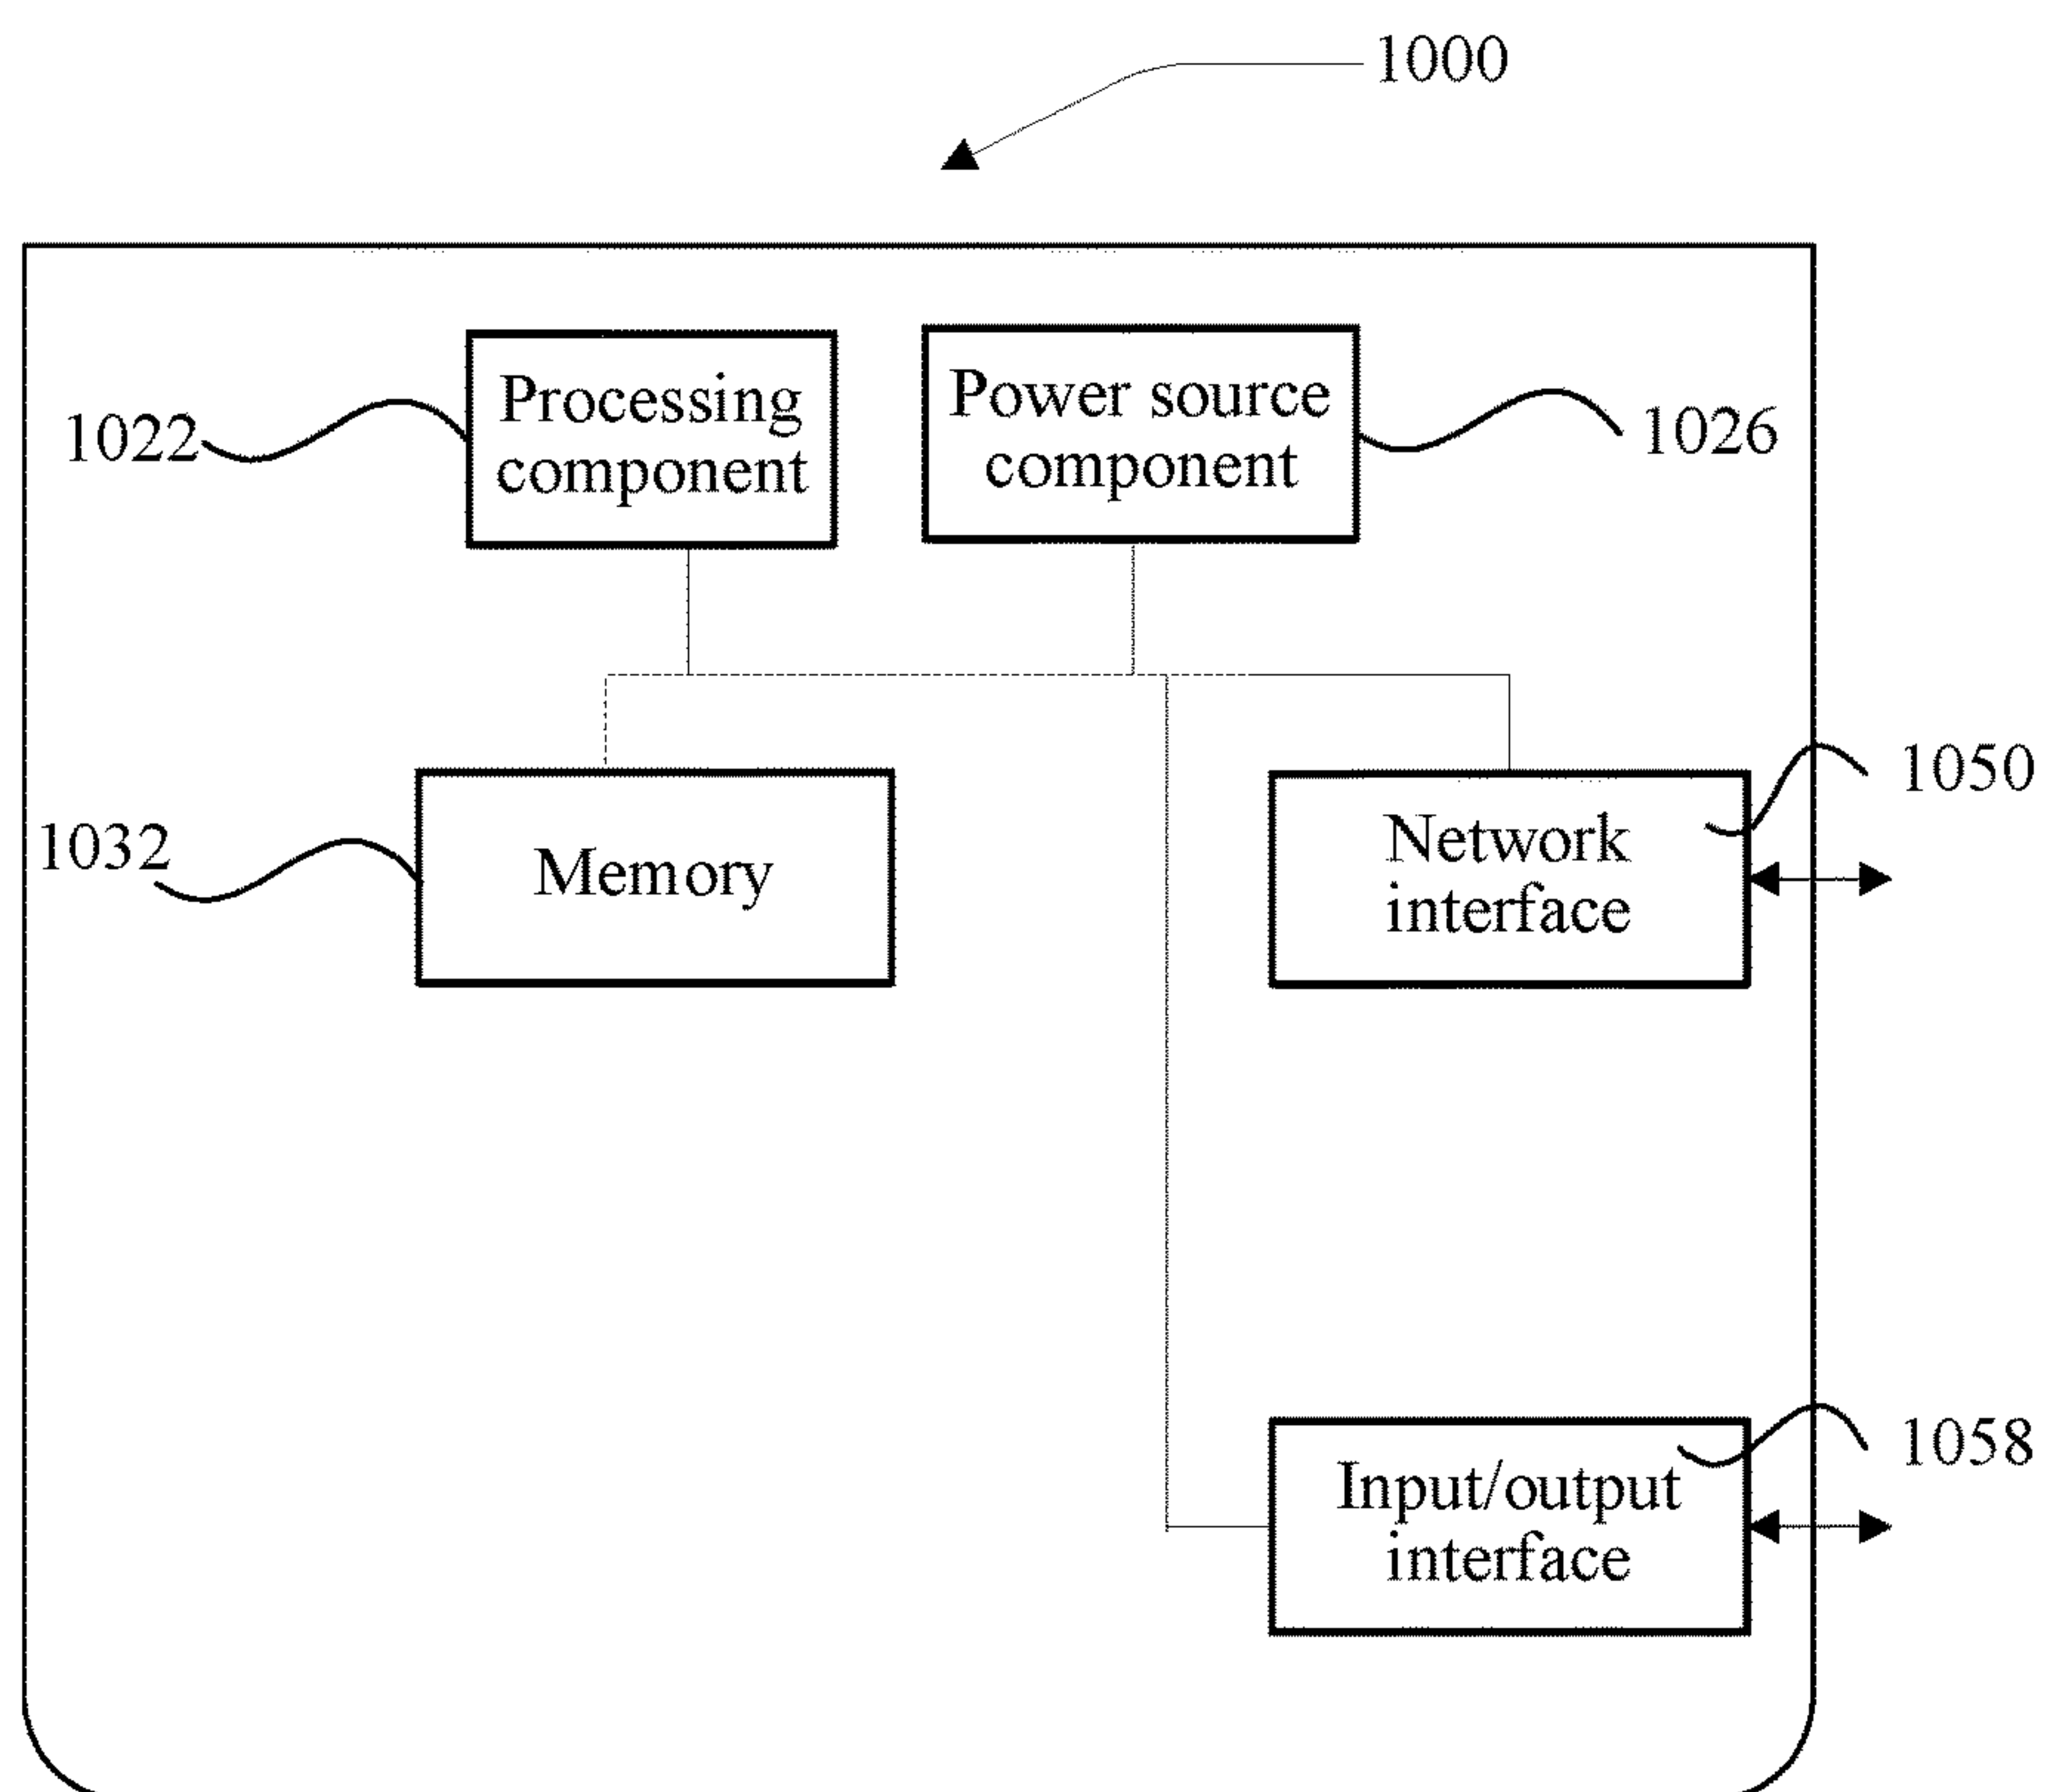 1000
Processing
component
Power source
component
1022
1026
1032
Memory
Network
interface
1050
Input/output
interface
1058